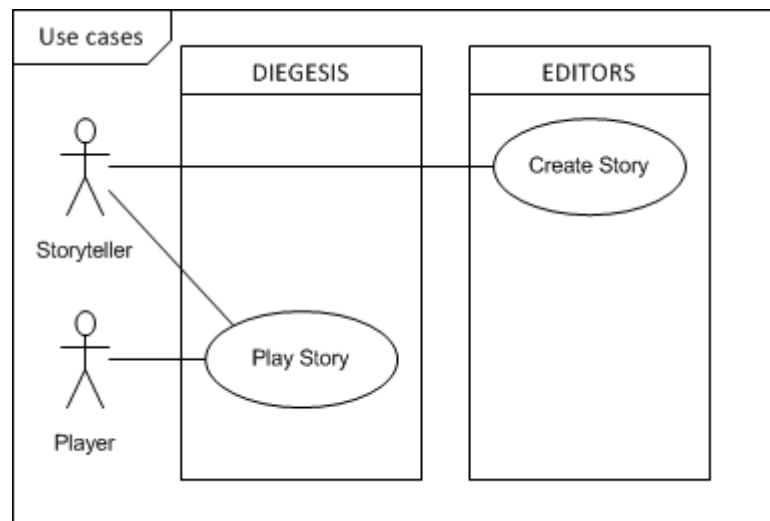 Use cases
DIEGESIS
EDITORS
Create Story
Storyteller
Play Story
Player